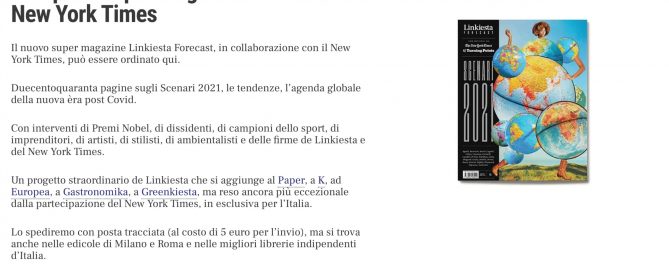 New York Times
Il nuovo super magazine Linkiesta Forecast, in collaborazione con il New
York Times, può essere ordinato qui.
Duecentoquaranta pagine sugli Scenari 2021, le tendenze, l'agenda globale
della nuova èra post Covid.
Con interventi di Premi Nobel, di dissidenti, di campioni dello sport, di
imprenditori, di artisti, di stilisti, di ambientalisti e delle firme de Linkiesta e
del New York Times.
Un progetto straordinario de Linkiesta che si aggiunge al Paper, a K, ad
Europea, a Gastronomika, a Greenkiesta, ma reso ancora più eccezionale
dalla partecipazione del New York Times, in esclusiva per l'Italia.
Lo spediremo con posta tracciata (al costo di 5 euro per l'invio), ma si trova
anche nelle edicole di Milano e Roma e nelle migliori librerie indipendenti
d'Italia.
Linkiesta
FORECAST
The New York Times
Turning Points
SCENARI
2021